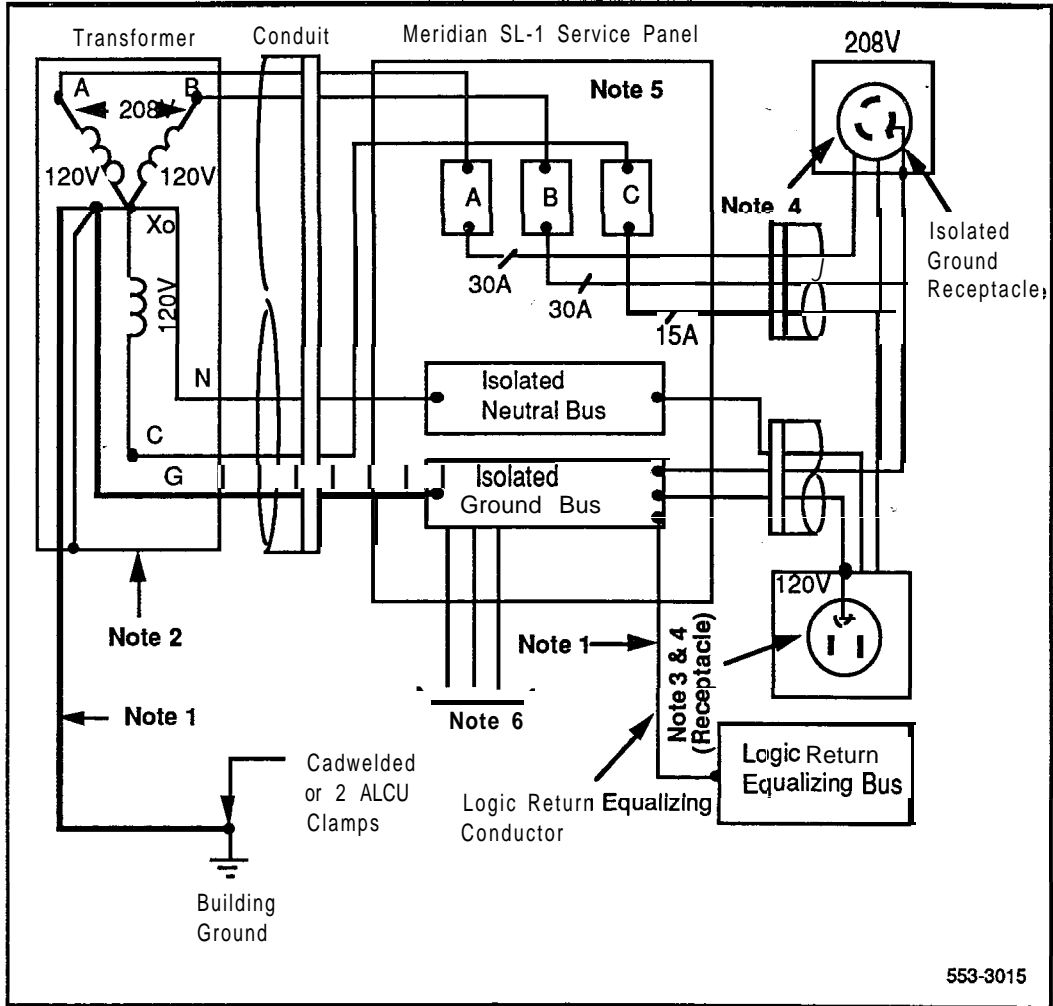 Transformer
Conduit
Meridian SL-1 Service Panel
208V
A
B
208V
120V
120V
Xo
120V
N
C
G
Note 5
A
B
C
30A
30A
15A
Note 4
Isolated
Ground
Receptacle
Isolated
Neutral Bus
Isolated
Ground Bus
120V
Note 2
Note 1
Note 1
Note 3 & 4
(Receptacle)
Note 6
Cadwelded
or 2 ALCU
Clamps
Logic Return Equalizing
Conductor
Logic Return
Equalizing Bus
Building
Ground
553-3015